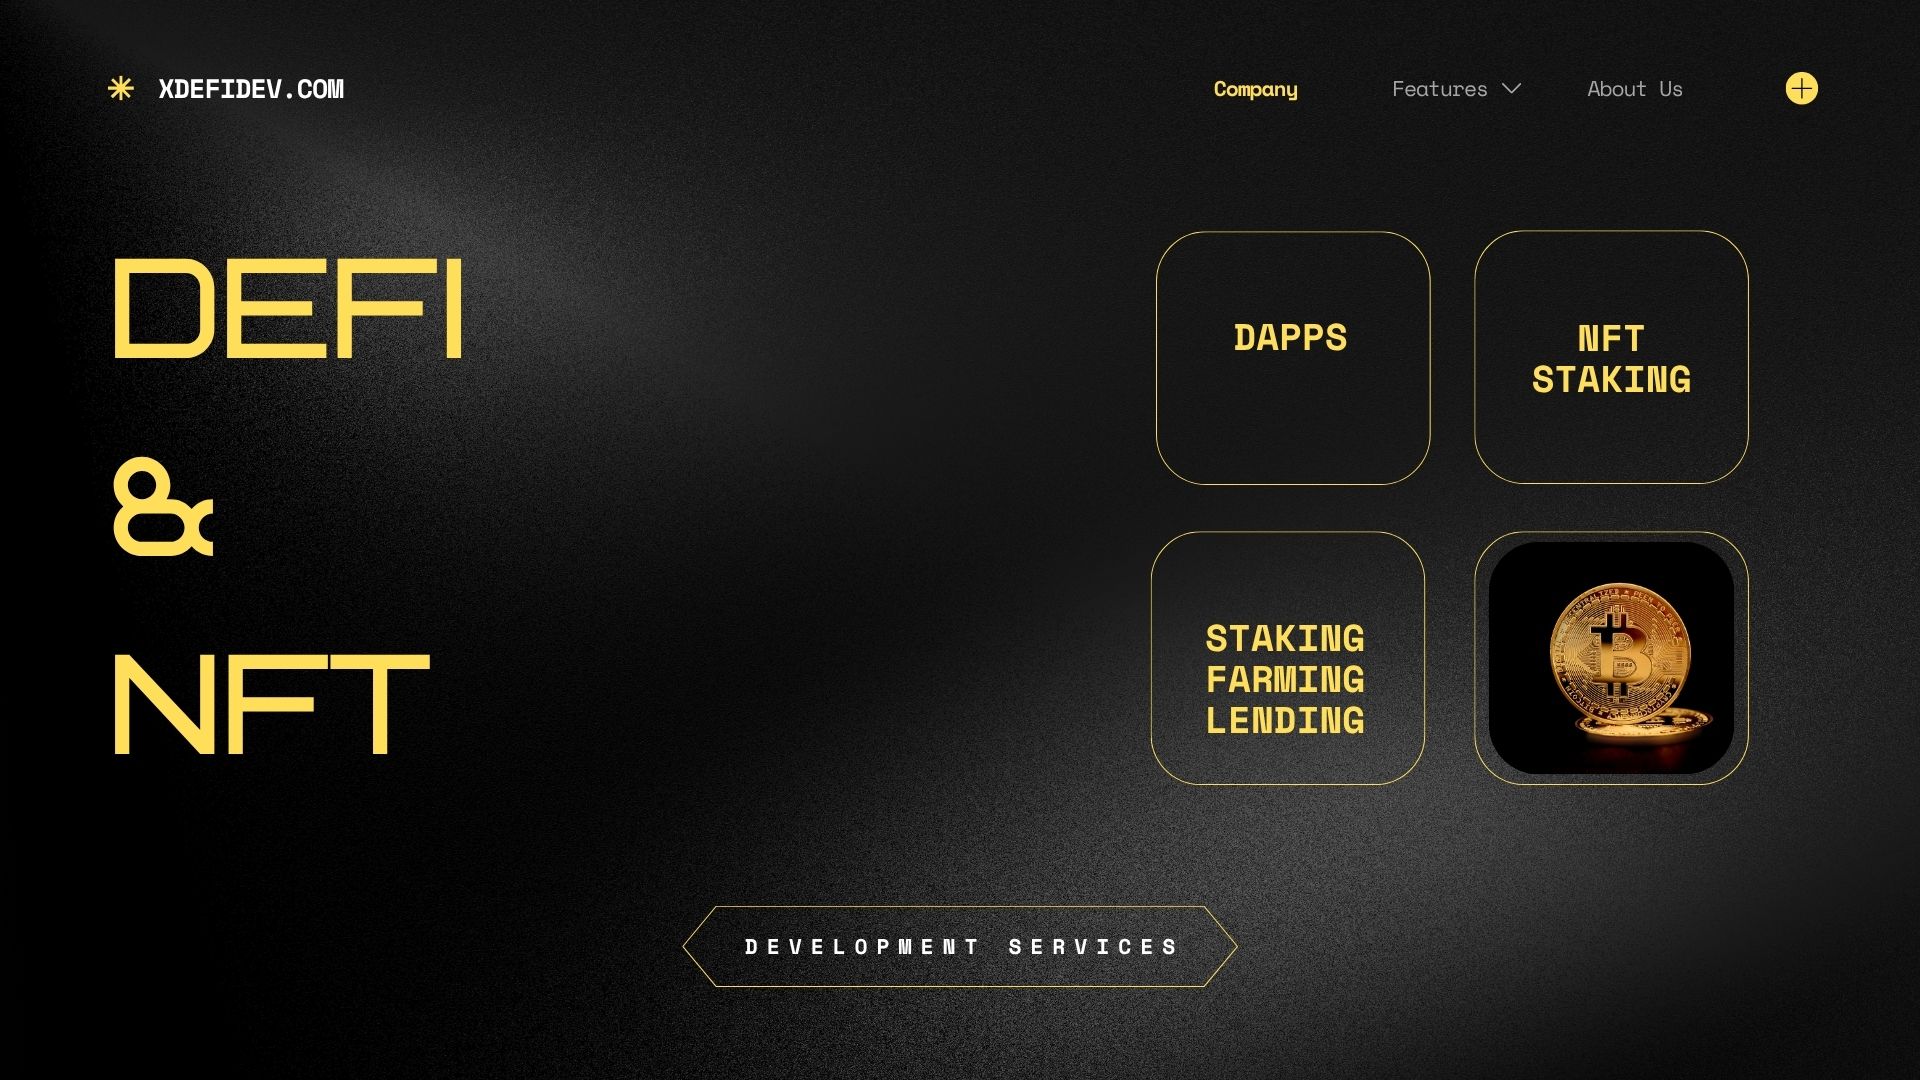 XDEFIDEV.COM
Company
Features
About Us
DEFI
&
NFT
DAPPS
NFT
STAKING
STAKING
FARMING
LENDING
DEVELOPMENT SERVICES